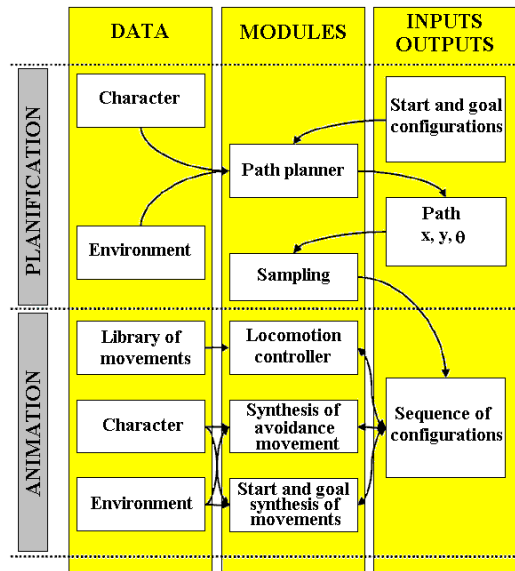 DATA
MODULES
INPUTS
OUTPUTS
PLANIFICATION
Character
Start and goal
configurations
Path planner
Path
x, y, θ
Environment
Sampling
ANIMATION
Library of
movements
Locomotion
controller
Character
Synthesis of
avoidance
movement
Sequence of
configurations
Environment
Start and goal
synthesis of
movements